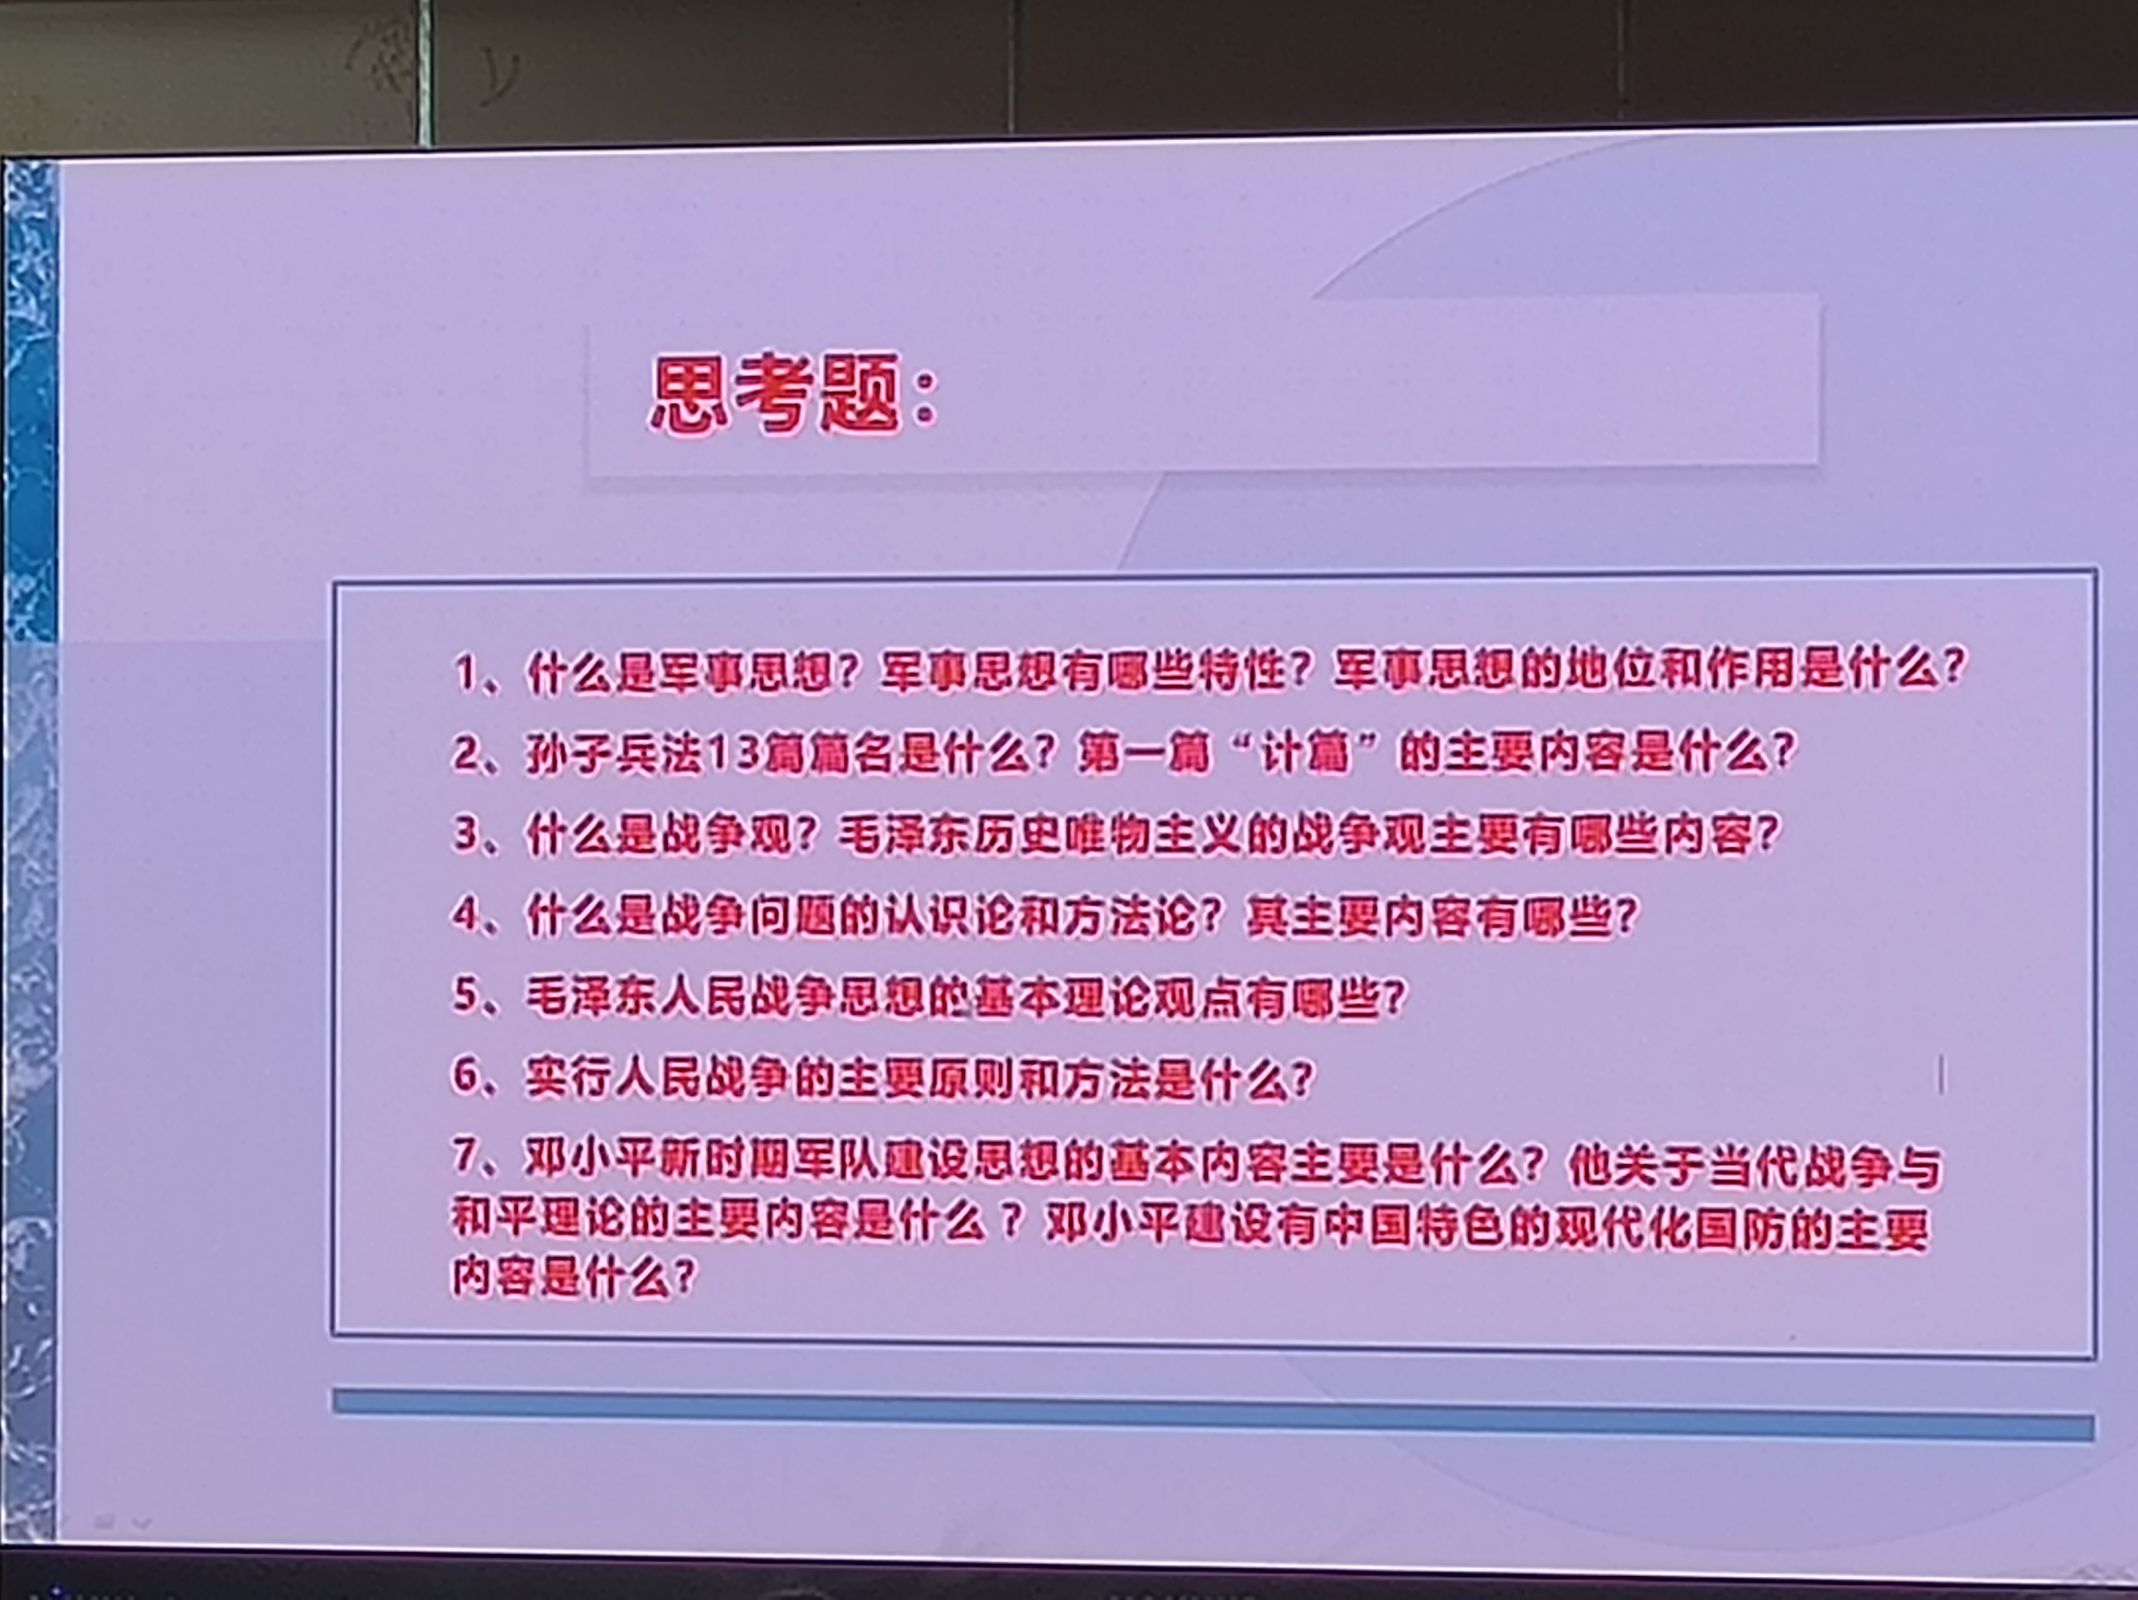 思考题：
1、什么是军事思想？军事思想有哪些特性？军事思想的地位和作用是什么？
2、孙子兵法13篇篇名是什么？第一篇“计篇”的主要内容是什么？
3、什么是战争观？毛泽东历史唯物主义的战争观主要有哪些内容？
4、什么是战争问题的认识论和方法论？其主要内容有哪些？
5、毛泽东人民战争思想的基本理论观点有哪些？
6、实行人民战争的主要原则和方法是什么？
7、邓小平新时期军队建设思想的基本内容主要是什么？他关于当代战争与
和平理论的主要内容是什么 ？邓小平建设有中国特色的现代化国防的主要
内容是什么？